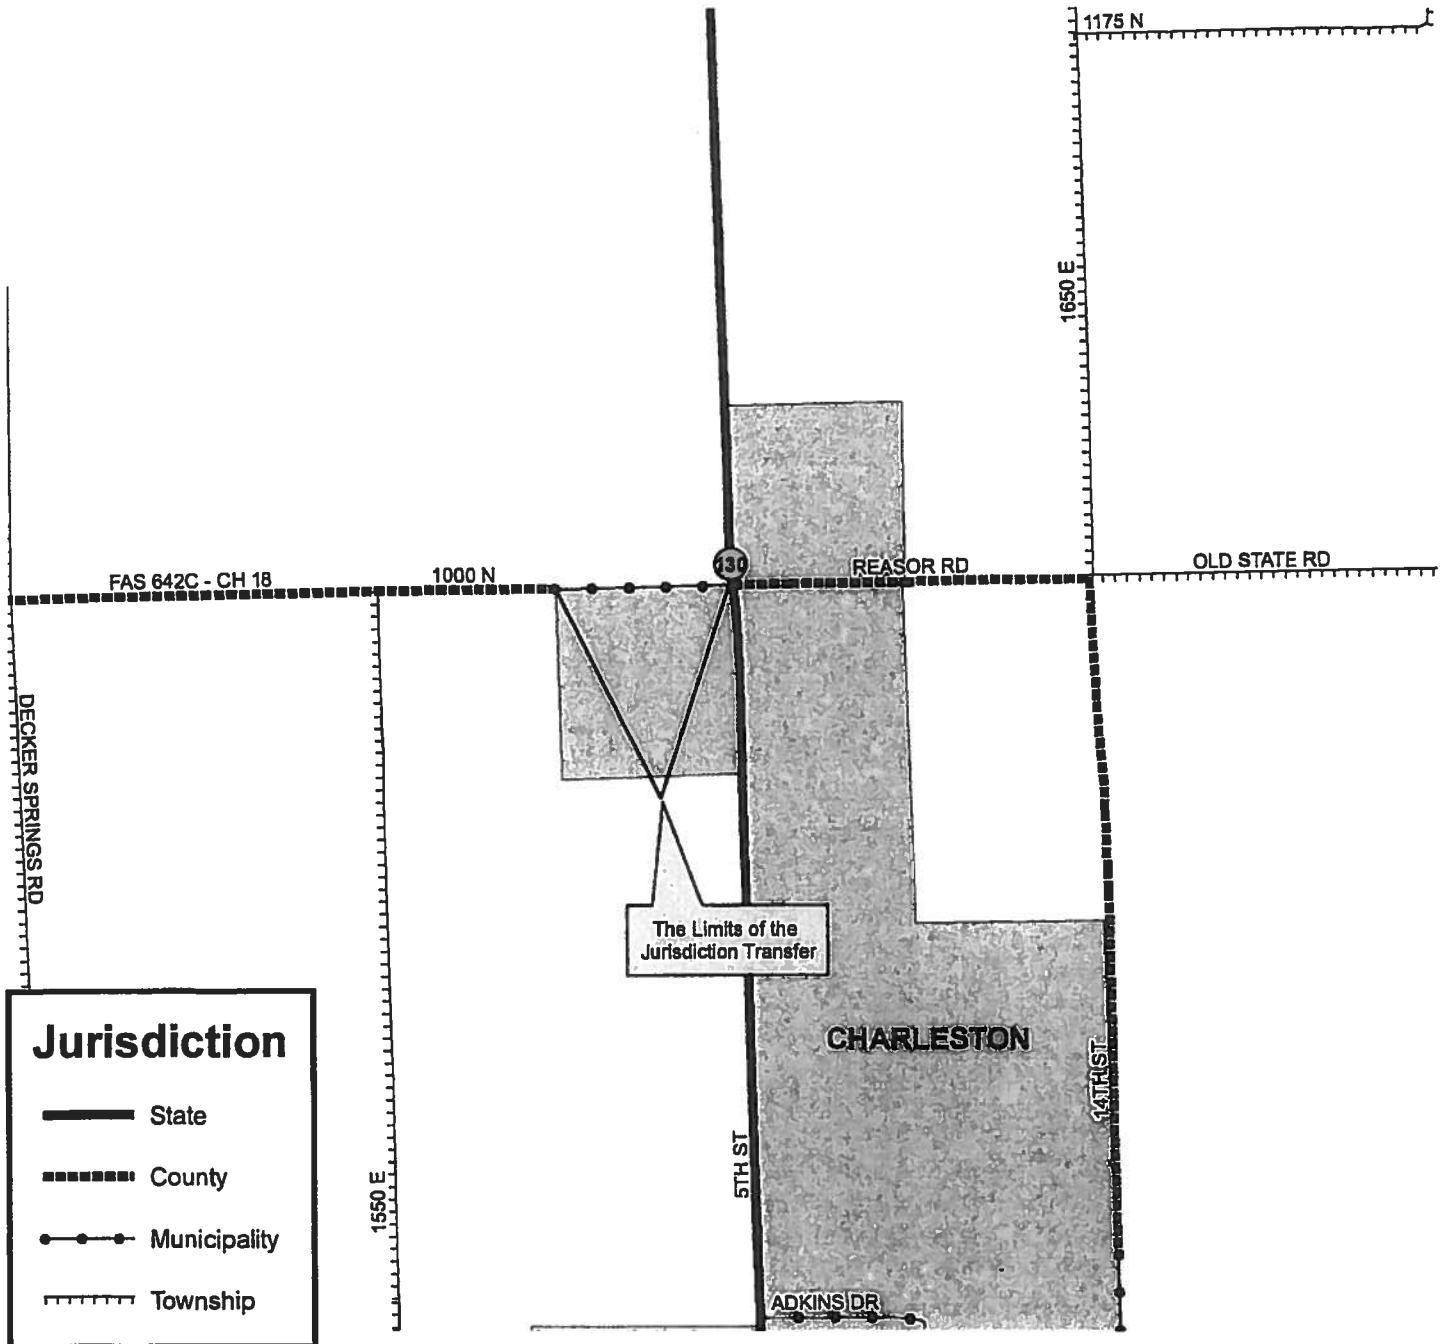 1175 N
1650 E
130
FAS 642C - CH 18
1000 N
REASOR RD
OLD STATE RD
DECKER SPRINGS RD
The Limits of the
Jurisdiction Transfer
CHARLESTON
14TH ST
5TH ST
1550 E
ADKINS DR
Jurisdiction
State
County
Municipality
Township